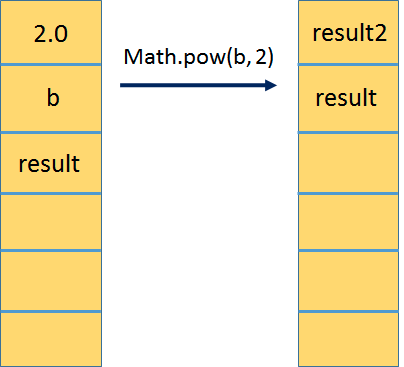 2.0
b
result
Math.pow(b, 2)
result2
result